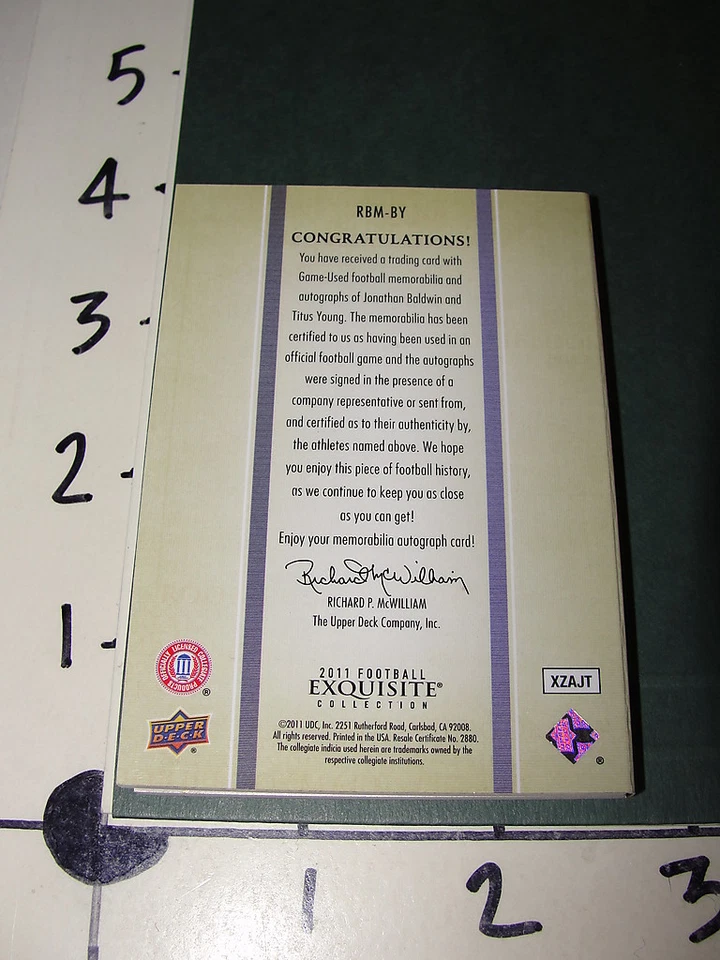 5
4
3
2
1
RBM-BY
CONGRATULATIONS!
You have received a trading card with
Game-Used football memorabilia and
autographs of Jonathan Baldwin and
Titus Young. The memorabilia has been
certified to us as having been used in an
official football game and the autographs
were signed in the presence of a
company representative or sent from,
and certified as to their authenticity by,
the athletes named above. We hope
you enjoy this piece of football history,
as we continue to keep you as close
as you can get!
Enjoy your memorabilia autograph card!
Richard McWilliam
RICHARD P. McWILLIAM
The Upper Deck Company, Inc.
OFFICIALLY LICENSED COLLEGIATE PRODUCTS ®
UPPER D·E·C·K ®
2011 FOOTBALL
EXQUISITE®
COLLECTION
©2011 UDC, Inc. 2251 Rutherford Road, Carlsbad, CA 92008.
All rights reserved. Printed in the USA. Resale Certificate No. 2880.
The collegiate indicia used herein are trademarks owned by the
respective collegiate institutions.
XZAJT
®
1 2 3